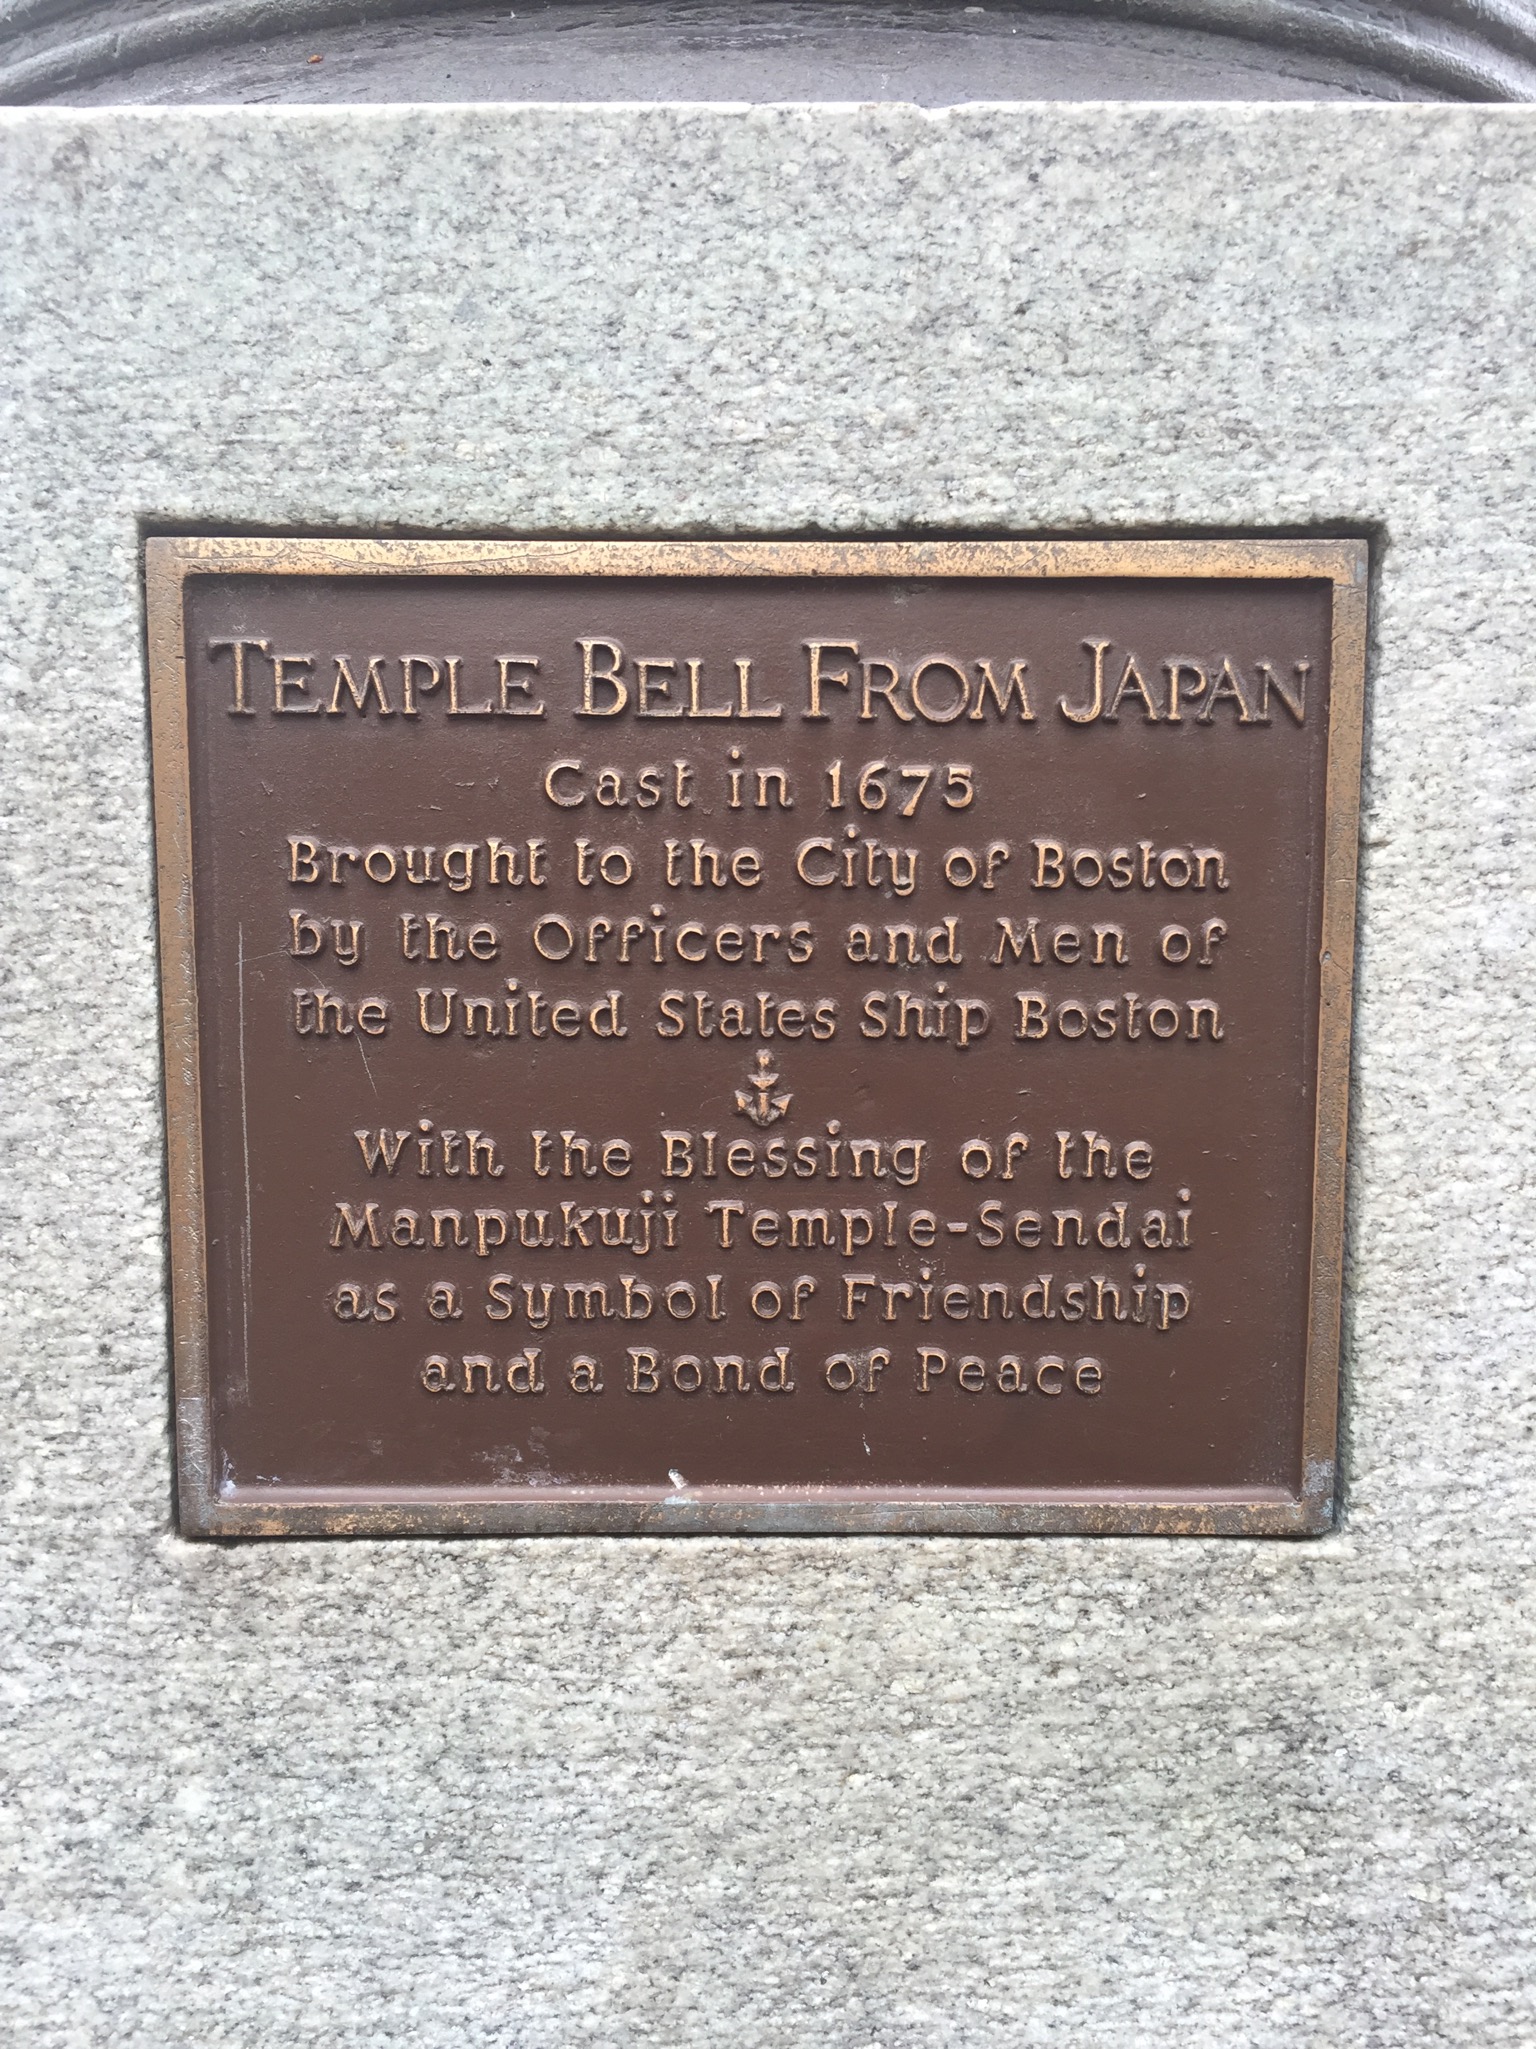 TEMPLE BELL FROM JAPAN
Cast in 1675
Brought to the City of Boston
by the Officers and Men of
the United States Ship Boston
With the Blessing of the
Manpukuji Temple-Sendai
as a Symbol of Friendship
and a Bond of Peace